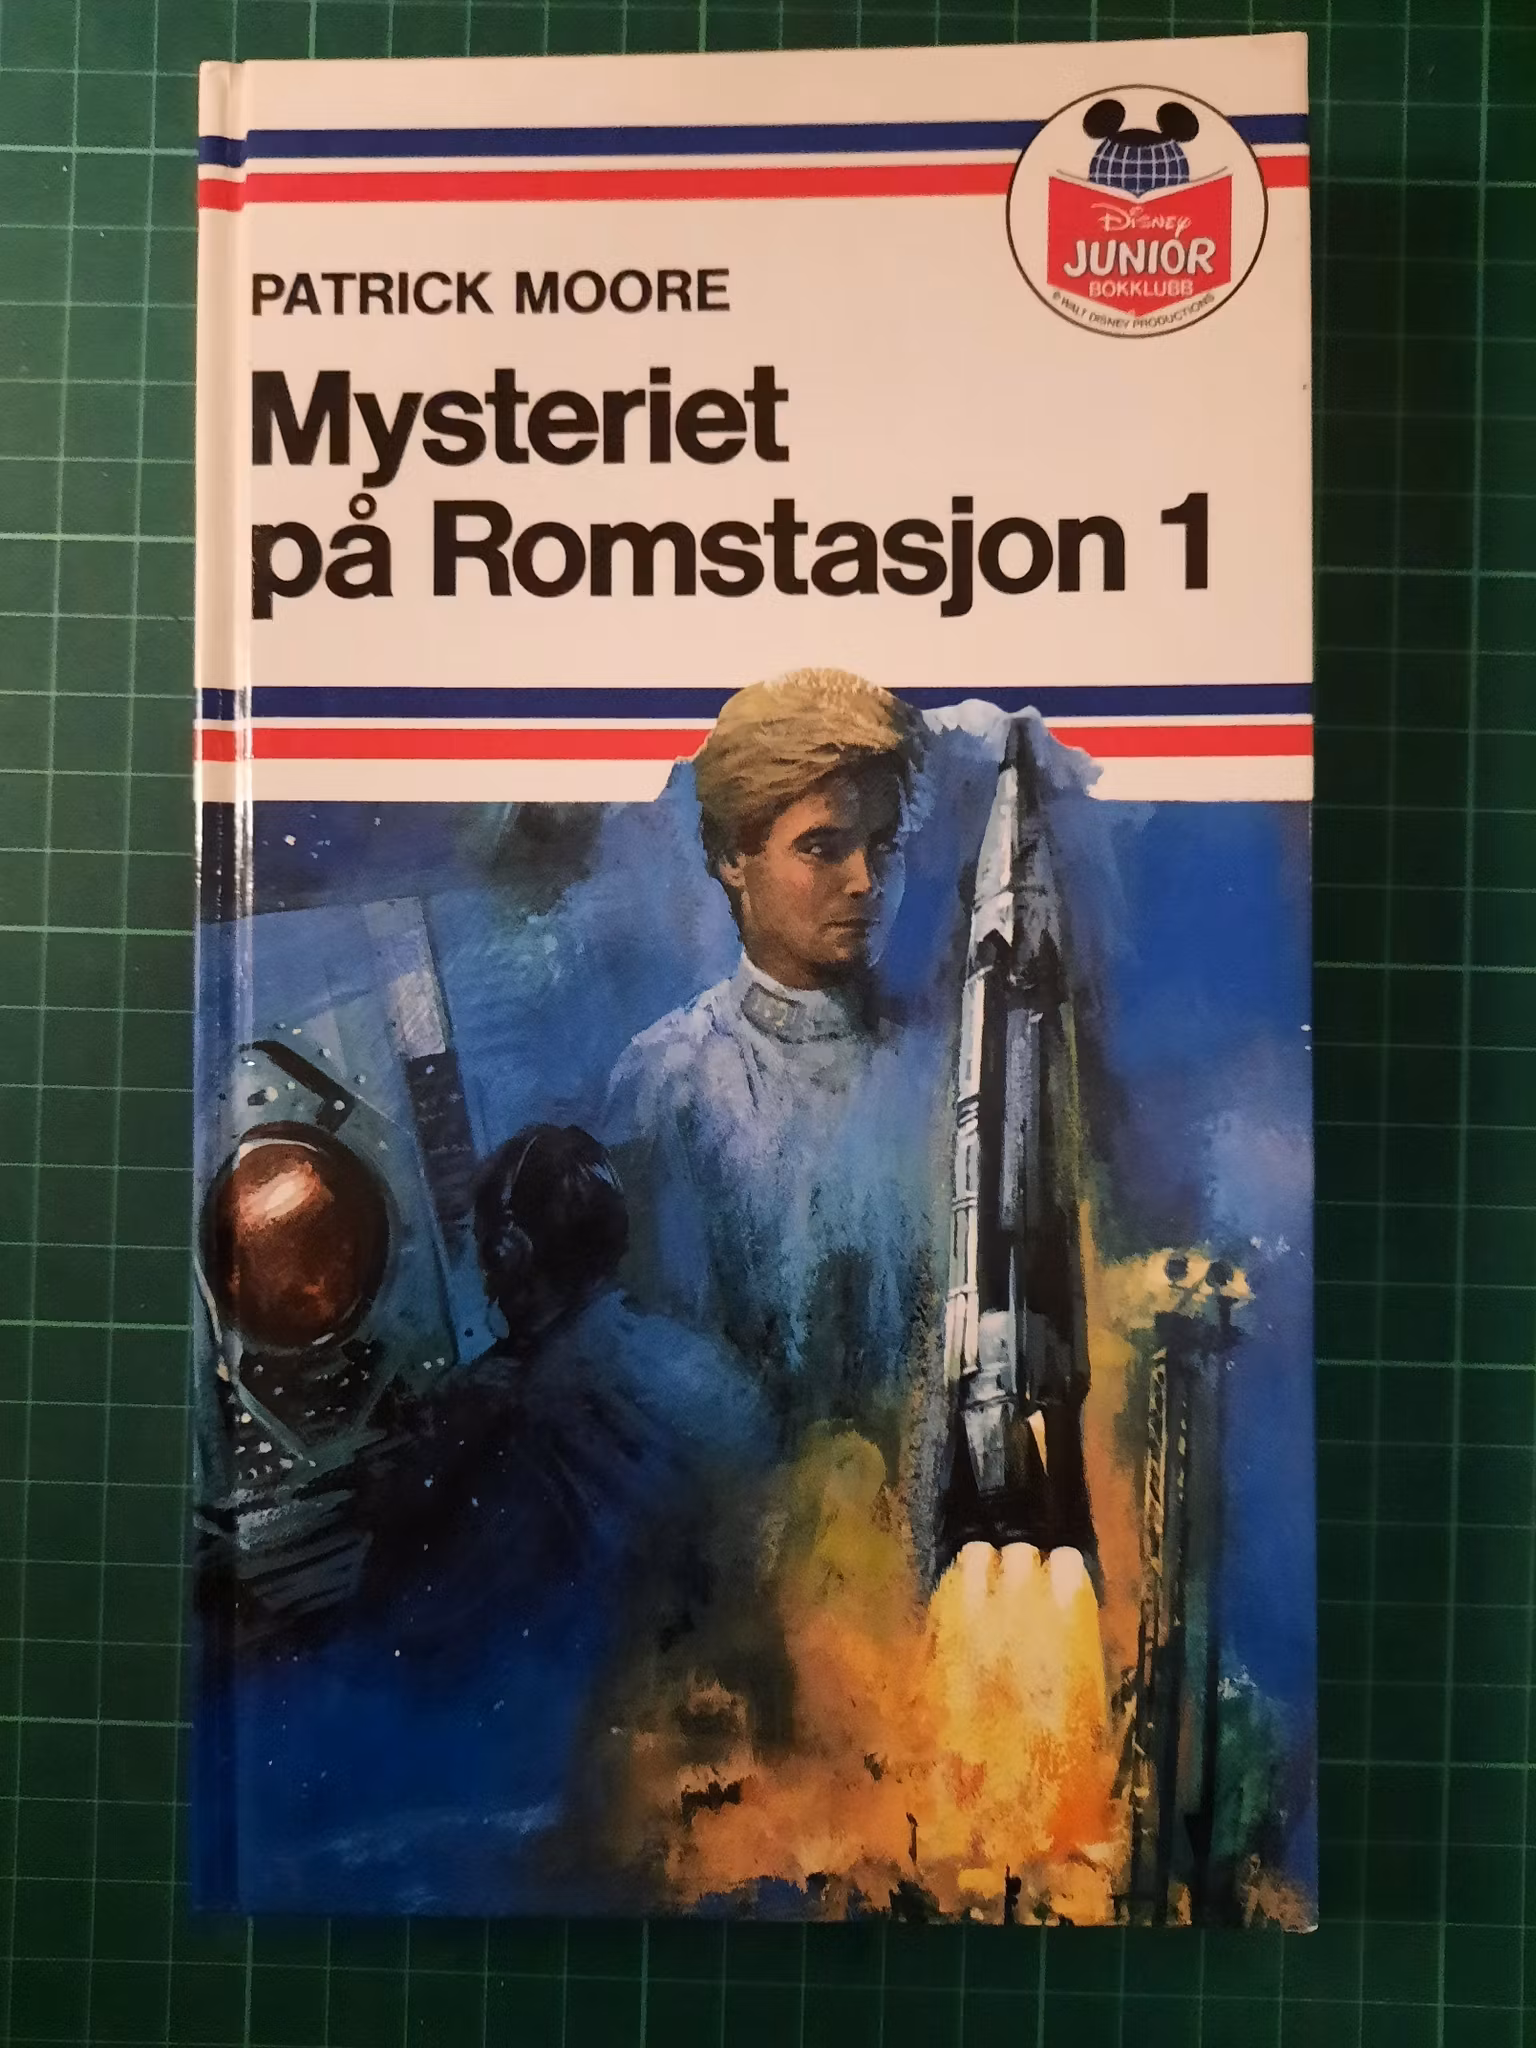 Disney
JUNIOR
BOKKLUBB
© WALT DISNEY PRODUCTIONS
PATRICK MOORE
Mysteriet
på Romstasjon 1